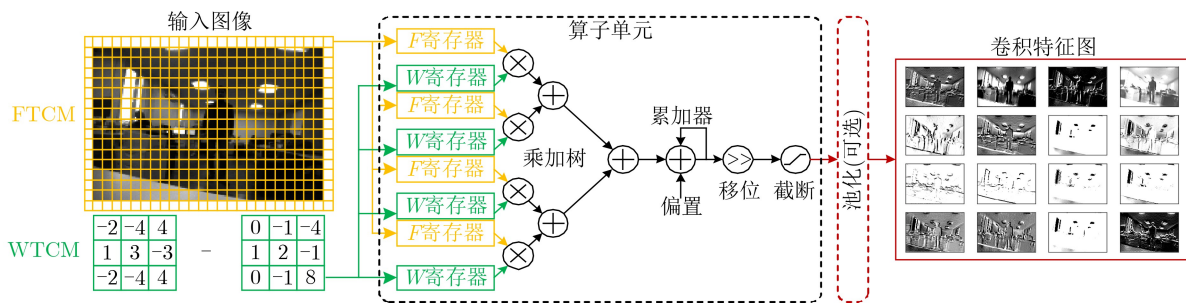 输入图像
FTCM
WTCM
-2 -4 4
1 3 -3
-2 -4 4
–
0 -1 -4
1 2 -1
0 -1 8
算子单元
F寄存器
W寄存器
F寄存器
W寄存器
F寄存器
W寄存器
F寄存器
W寄存器
乘加树
累加器
偏置
>>
移位
截断
池化(可选)
卷积特征图